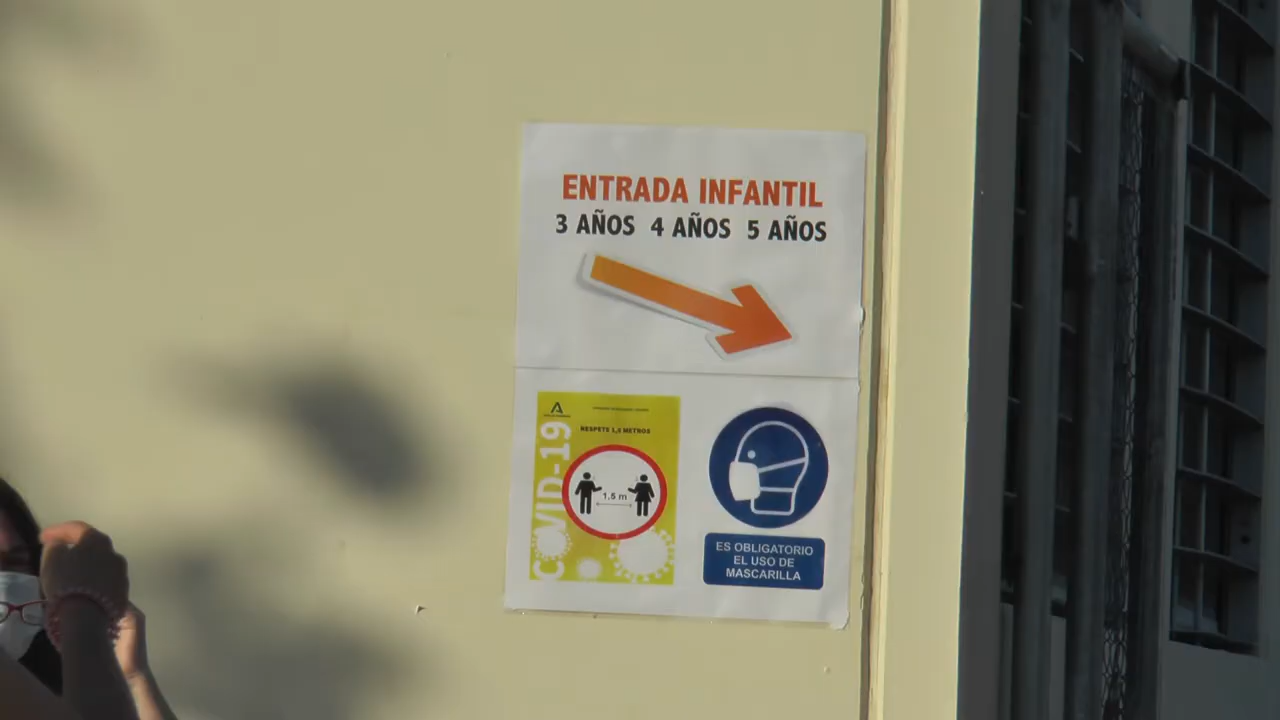 ENTRADA INFANTIL
3 AÑOS 4 AÑOS 5 AÑOS
RESPETE 1,5 METROS
COVID-19
1,5 m
ES OBLIGATORIO
EL USO DE
MASCARILLA